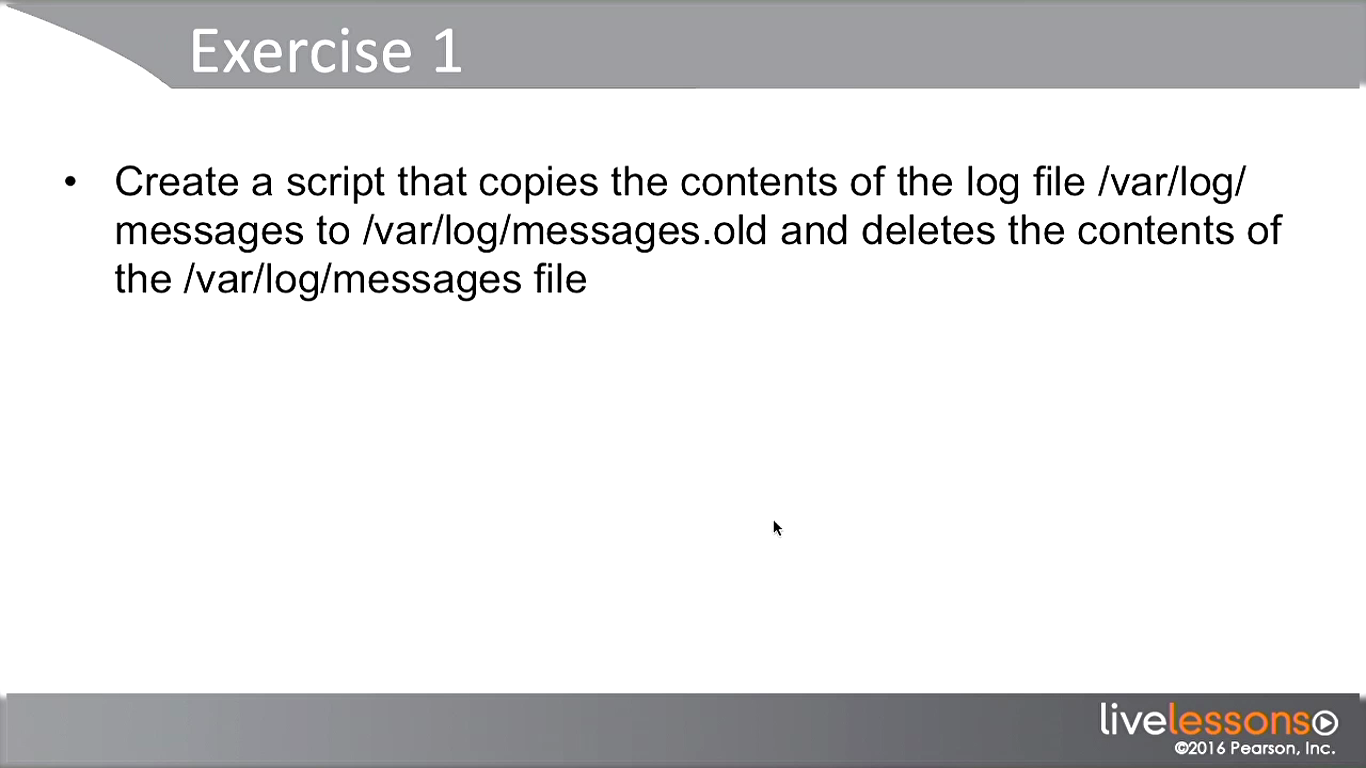 Exercise 1
• Create a script that copies the contents of the log file /var/log/
messages to /var/log/messages.old and deletes the contents of
the /var/log/messages file
livelessons
©2016 Pearson, Inc.